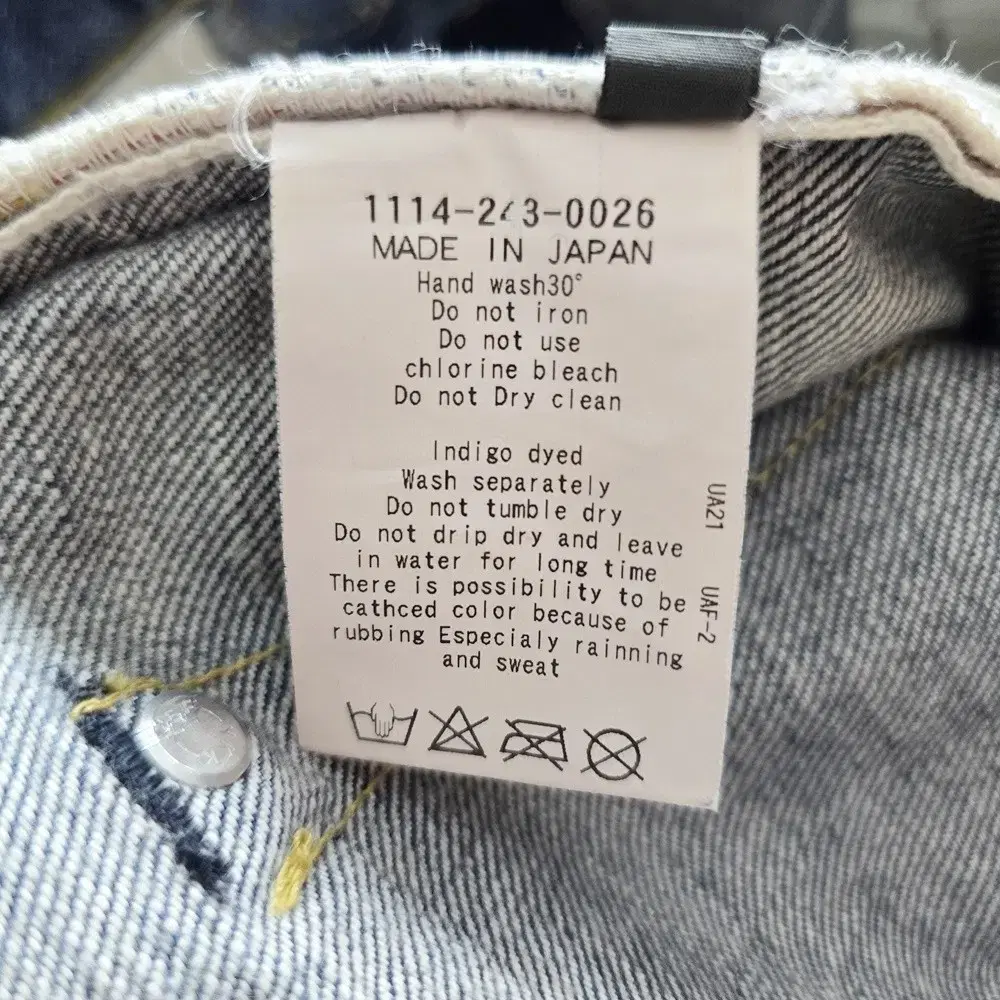 1114-243-0026
MADE IN JAPAN
Hand wash30°
Do not iron
Do not use
chlorine bleach
Do not Dry clean
Indigo dyed
Wash separately
Do not tumble dry
Do not drip dry and leave
in water for long time
There is possibility to be
cathced color because of
rubbing Especialy rainning
and sweat
UA21
UAF-2